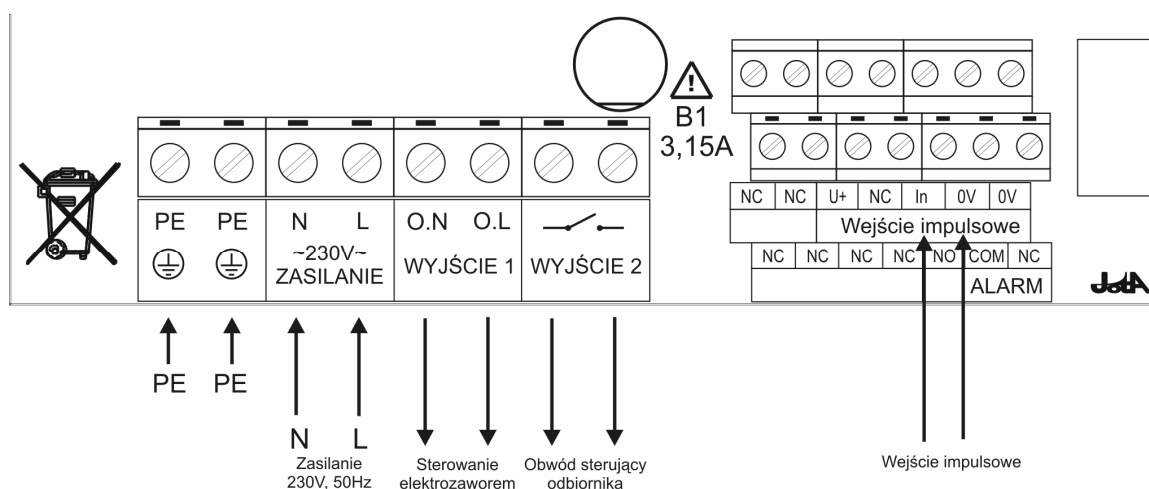 B1
3,15A
PE PE N L O.N O.L
~230V~
ZASILANIE
WYJŚCIE 1
WYJŚCIE 2
NC NC U+ NC In 0V 0V
Wejście impulsowe
NC NC NC NC NO COM NC
ALARM
JotA
PE PE
N L
Zasilanie
230V, 50Hz
Sterowanie
elektrozaworem
Obwód sterujący
odbiornika
Wejście impulsowe